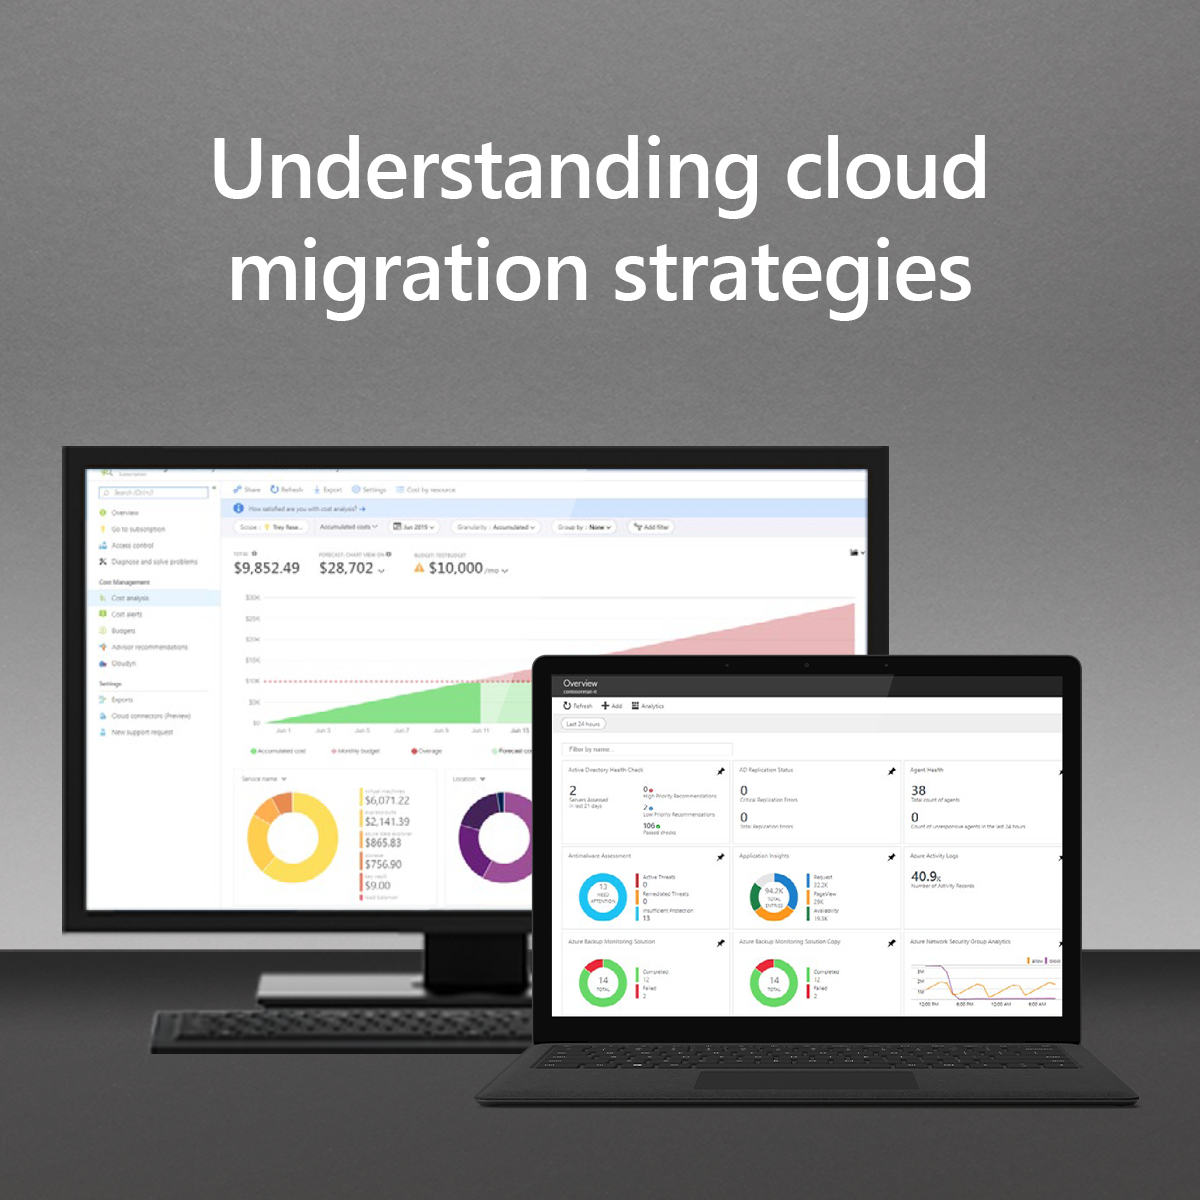 Understanding cloud
migration strategies
Search (Ctrl+/)
Overview
Go to subscription
Access control
Diagnose and solve problems
Cost Management
Cost analysis
Cost alerts
Budgets
Advisor recommendations
Cloudyn
Settings
Exports
Cloud connectors (Preview)
New support request
Share Refresh Export Settings Cost by resource
How satisfied are you with cost analysis? →
Scope : Trey Rese... Accumulated costs Jun 2019 Granularity : Accumulated Group by : None Add filter
TOTAL FORECAST: CHART VIEW ON BUDGET: TESTBUDGET
$9,852.49 $28,702 $10,000 /mo
$30K
$25K
$20K
$15K
$10K
$5K
$0
Jun 1 Jun 3 Jun 5 Jun 7 Jun 9 Jun 11 Jun 13
Accumulated cost Monthly budget Overage Forecast co
Service name
virtual machines
$6,071.22
$2,141.39
azure data explorer
$865.83
storage
$756.90
key vault
$9.00
load balancer
Location
Overview
Refresh Add Analytics
Last 24 hours
Filter by name...
Active Directory Health Check
2
Servers Assessed
in last 21 days
0
High Priority Recommendations
2
Low Priority Recommendations
106
Passed checks
AD Replication Status
0
Critical Replication Errors
0
Total Replication Errors
Agent Health
38
Total count of agents
0
Count of unresponsive agents in the last 24 hours
Antimalware Assessment
13
NEED
ATTENTION
Active Threats
0
Remediated Threats
0
Insufficient Protection
13
Application Insights
94.2K
TOTAL
ENTRIES
Request
32.2K
PageView
29K
Availability
19.3K
Azure Activity Logs
40.9K
Number of Activity Records
Azure Backup Monitoring Solution
14
TOTAL
Completed
12
Failed
2
Azure Backup Monitoring Solution Copy
14
TOTAL
Completed
12
Failed
2
Azure Network Security Group Analytics
3M
2M
1M
12:00 PM 6:00 PM 12:00 AM 6:00 AM